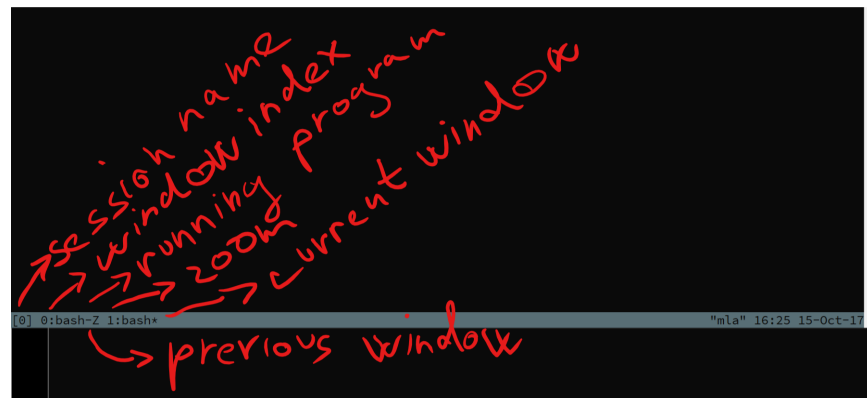 session name
window index
running program
zoom
current window
[0] 0:bash-Z 1:bash* "mla" 16:25 15-Oct-17
previous window